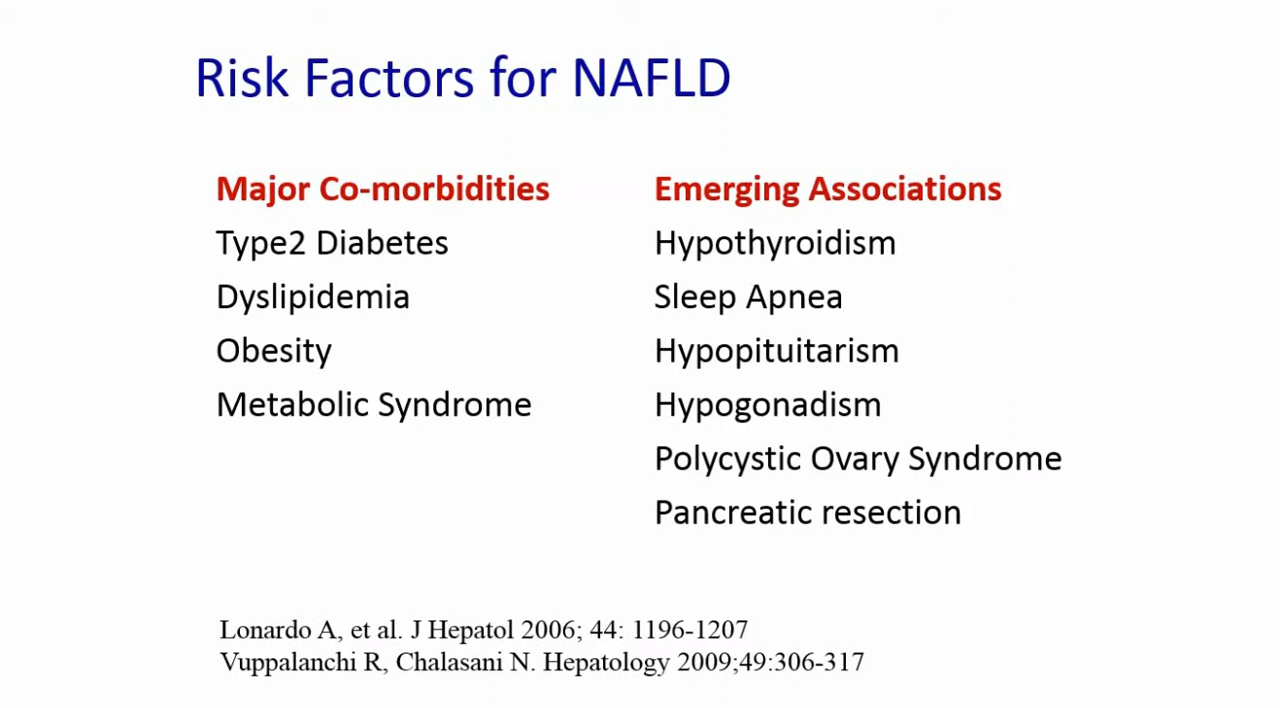 Risk Factors for NAFLD
Major Co-morbidities
Type2 Diabetes
Dyslipidemia
Obesity
Metabolic Syndrome
Emerging Associations
Hypothyroidism
Sleep Apnea
Hypopituitarism
Hypogonadism
Polycystic Ovary Syndrome
Pancreatic resection
Lonardo A, et al. J Hepatol 2006; 44: 1196-1207
Vuppalanchi R, Chalasani N. Hepatology 2009;49:306-317